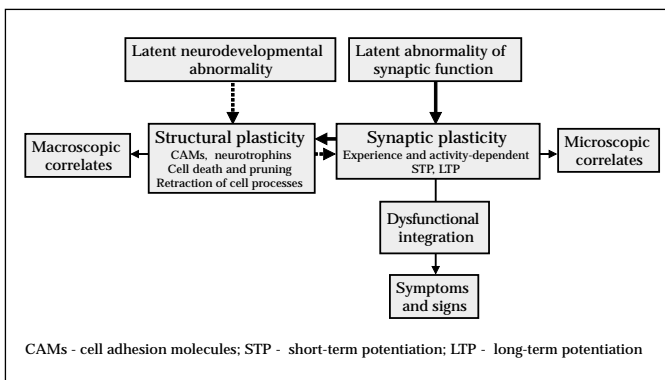 Latent neurodevelopmental
abnormality
Latent abnormality of
synaptic function
Macroscopic
correlates
Structural plasticity
CAMs, neurotrophins
Cell death and pruning
Retraction of cell processes
Synaptic plasticity
Experience and activity-dependent
STP, LTP
Microscopic
correlates
Dysfunctional
integration
Symptoms
and signs
CAMs - cell adhesion molecules; STP - short-term potentiation; LTP - long-term potentiation